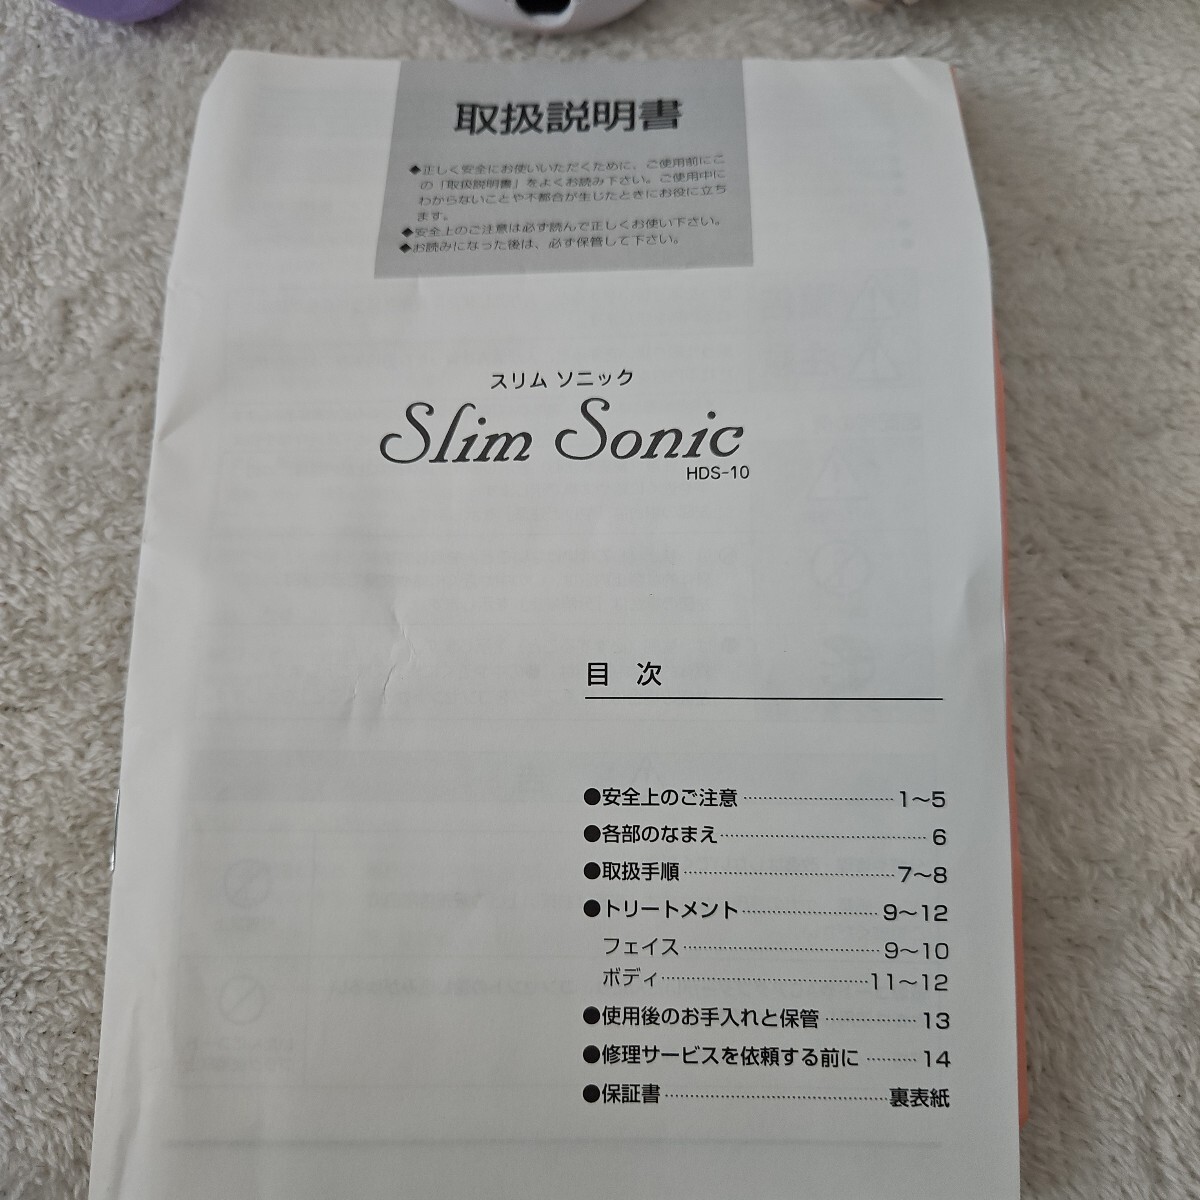 取扱説明書
◆正しく安全にお使いいただくために、ご使用前にこ
の「取扱説明書」をよくお読み下さい。ご使用中に
わからないことや不都合が生じたときにお役に立ち
ます。
◆安全上のご注意は必ず読んで正しくお使い下さい。
◆お読みになった後は、必ず保管して下さい。
スリム ソニック
Slim Sonic
HDS-10
目 次
●安全上のご注意 ………………………… 1～5
●各部のなまえ ………………………… 6
●取扱手順 ………………………… 7～8
●トリートメント ………………………… 9～12
フェイス ………………………… 9～10
ボディ ………………………… 11～12
●使用後のお手入れと保管 ……………… 13
●修理サービスを依頼する前に ………… 14
●保証書 ………………………… 裏表紙